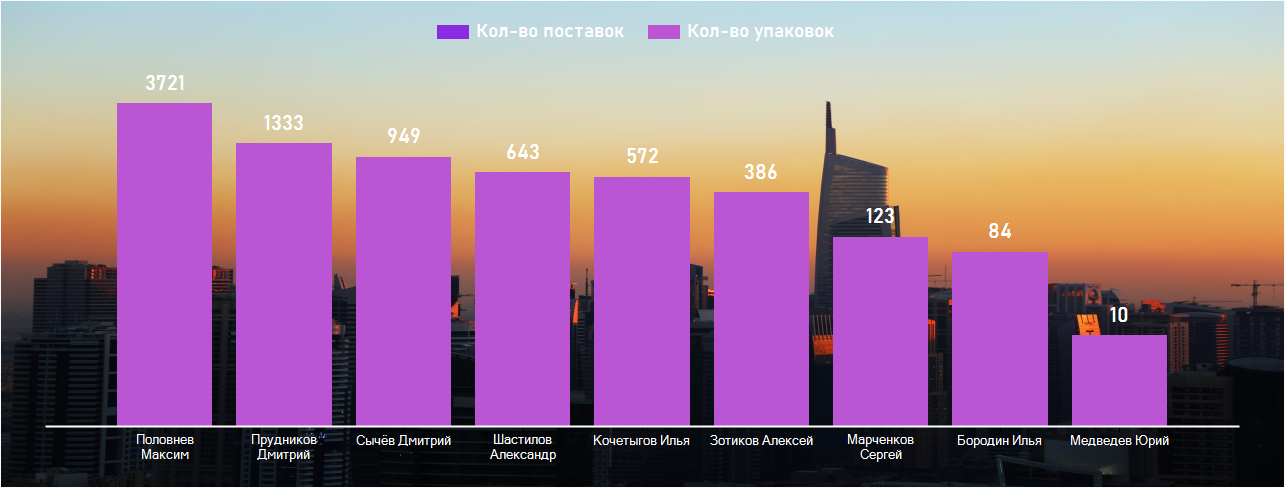 Кол-во поставок Кол-во упаковок
3721
1333
949
643
572
386
123
84
10
Половнев
Максим
Прудников
Дмитрий
Сычёв Дмитрий
Шастилов
Александр
Кочетыгов Илья
Зотиков Алексей
Марченков
Сергей
Бородин Илья
Медведев Юрий